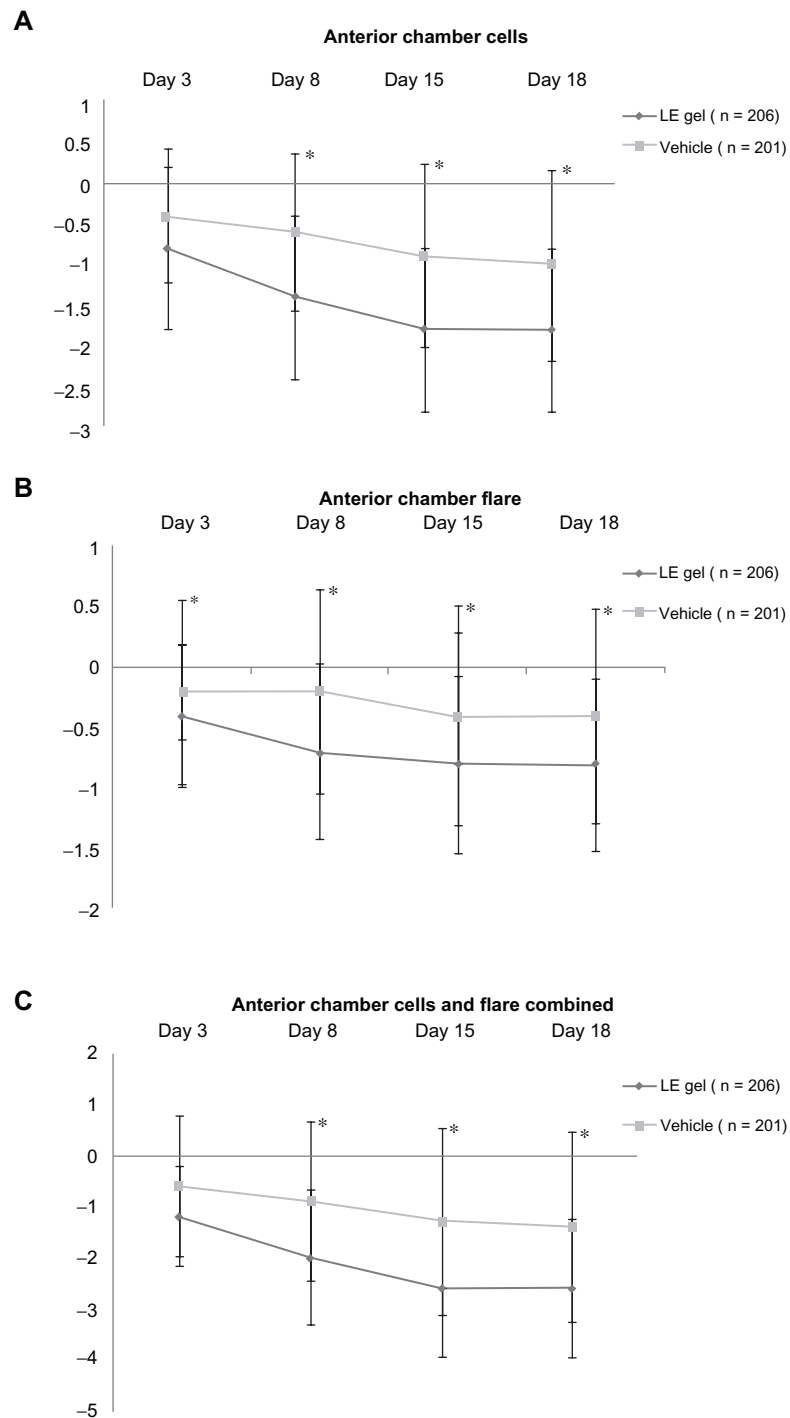 A
Anterior chamber cells
Day 3 Day 8 Day 15 Day 18
1
0.5
0
–0.5
–1
–1.5
–2
–2.5
–3
* * *
LE gel ( n = 206)
Vehicle ( n = 201)
B
Anterior chamber flare
Day 3 Day 8 Day 15 Day 18
1
0.5
0
–0.5
–1
–1.5
–2
* * * *
LE gel ( n = 206)
Vehicle ( n = 201)
C
Anterior chamber cells and flare combined
Day 3 Day 8 Day 15 Day 18
2
1
0
–1
–2
–3
–4
–5
* * *
LE gel ( n = 206)
Vehicle ( n = 201)